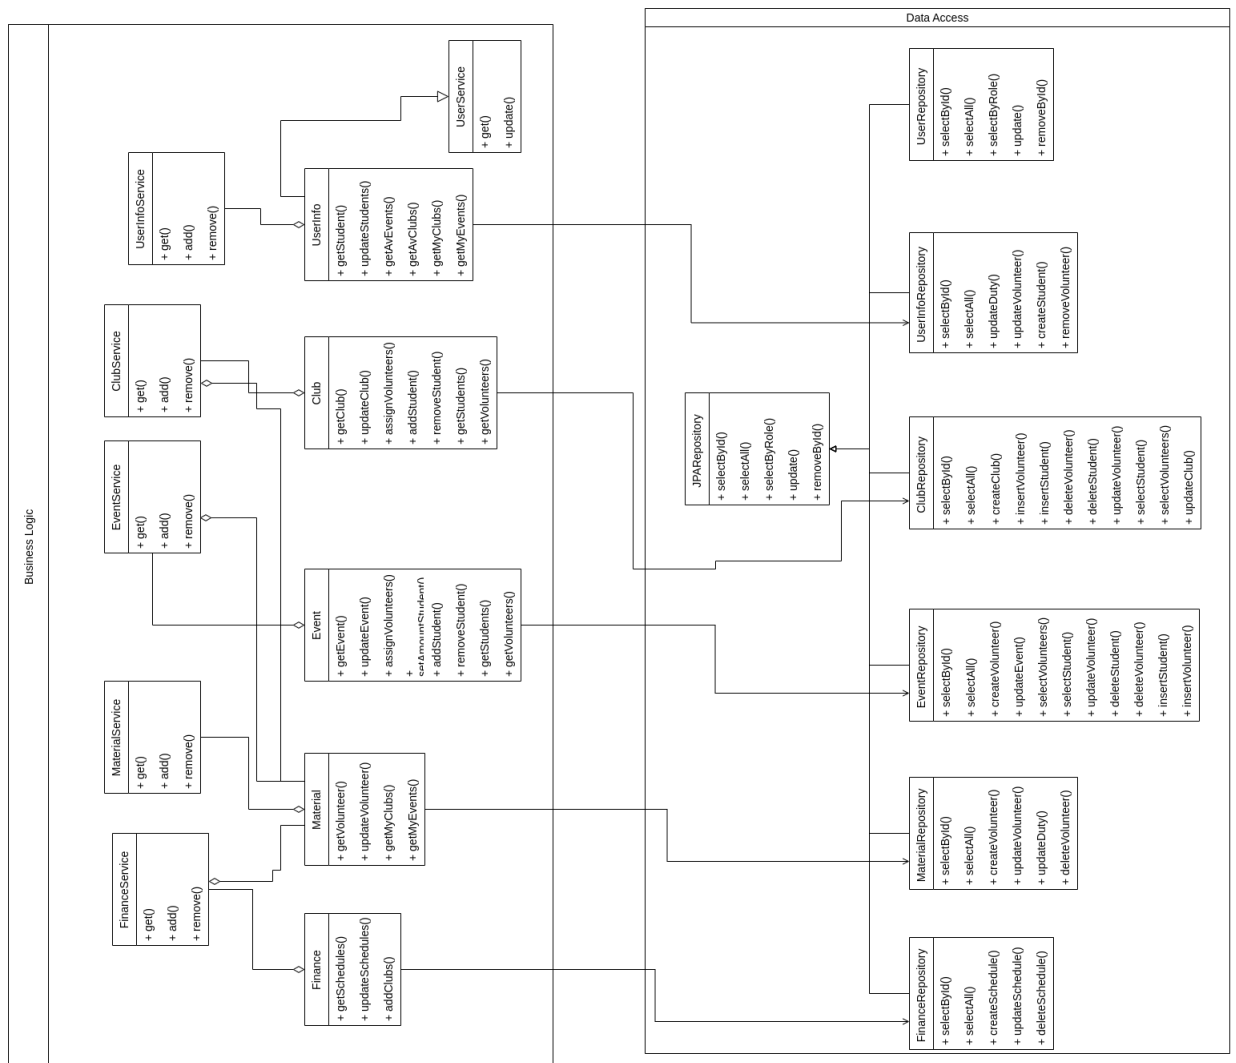 Business Logic
UserService
+ get()
+ update()
UserInfoService
+ get()
+ add()
+ remove()
UserInfo
+ getStudent()
+ updateStudents()
+ getAvEvents()
+ getAvClubs()
+ getMyClubs()
+ getMyEvents()
ClubService
+ get()
+ add()
+ remove()
Club
+ getClub()
+ updateClub()
+ assignVolunteers()
+ addStudent()
+ removeStudent()
+ getStudents()
+ getVolunteers()
EventService
+ get()
+ add()
+ remove()
Event
+ getEvent()
+ updateEvent()
+ assignVolunteers()
+
setAmountStudent()
+ addStudent()
+ removeStudent()
+ getStudents()
+ getVolunteers()
MaterialService
+ get()
+ add()
+ remove()
Material
+ getVolunteer()
+ updateVolunteer()
+ getMyClubs()
+ getMyEvents()
FinanceService
+ get()
+ add()
+ remove()
Finance
+ getSchedules()
+ updateSchedules()
+ addClubs()
Data Access
UserRepository
+ selectById()
+ selectAll()
+ selectByRole()
+ update()
+ removeById()
UserInfoRepository
+ selectById()
+ selectAll()
+ updateDuty()
+ updateVolunteer()
+ createStudent()
+ removeVolunteer()
JPARepository
+ selectById()
+ selectAll()
+ selectByRole()
+ update()
+ removeById()
ClubRepository
+ selectById()
+ selectAll()
+ createClub()
+ insertVolunteer()
+ insertStudent()
+ deleteVolunteer()
+ deleteStudent()
+ updateVolunteer()
+ selectStudent()
+ selectVolunteers()
+ updateClub()
EventRepository
+ selectById()
+ selectAll()
+ createVolunteer()
+ updateEvent()
+ selectVolunteers()
+ selectStudent()
+ updateVolunteer()
+ deleteStudent()
+ deleteVolunteer()
+ insertStudent()
+ insertVolunteer()
MaterialRepository
+ selectById()
+ selectAll()
+ createVolunteer()
+ updateVolunteer()
+ updateDuty()
+ deleteVolunteer()
FinanceRepository
+ selectById()
+ selectAll()
+ createSchedule()
+ updateSchedule()
+ deleteSchedule()